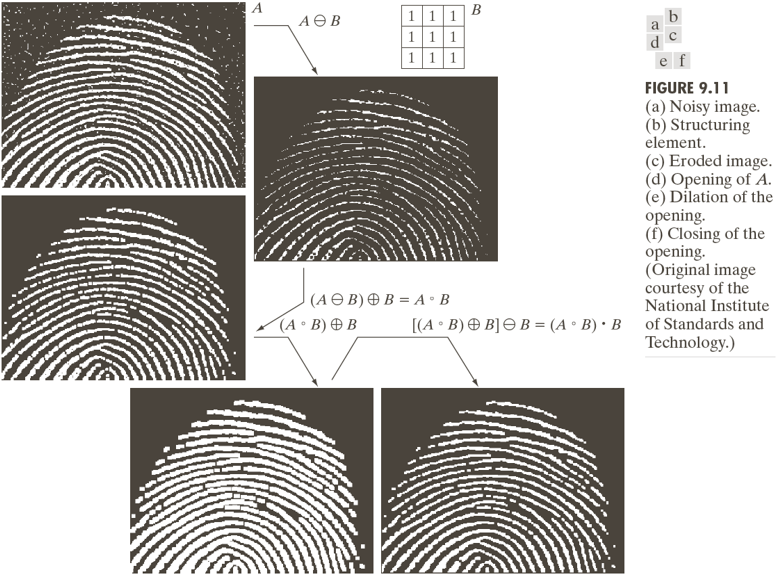 A
A ⊖ B
1 1 1
1 1 1
1 1 1
B
(A ⊖ B) ⊕ B = A ∘ B
(A ∘ B) ⊕ B
[(A ∘ B) ⊕ B] ⊖ B = (A ∘ B) • B
a b
d c
e f
FIGURE 9.11
(a) Noisy image.
(b) Structuring
element.
(c) Eroded image.
(d) Opening of A.
(e) Dilation of the
opening.
(f) Closing of the
opening.
(Original image
courtesy of the
National Institute
of Standards and
Technology.)